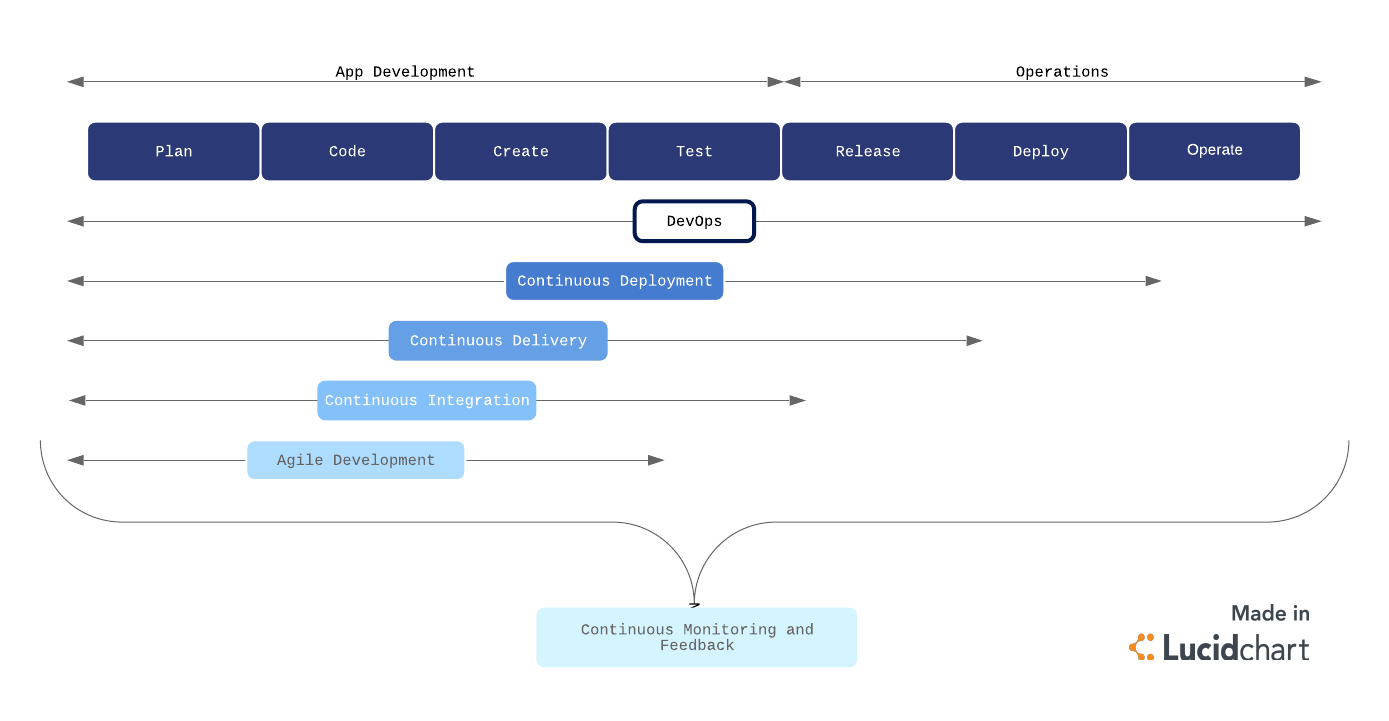 App Development
Operations
Plan
Code
Create
Test
Release
Deploy
Operate
DevOps
Continuous Deployment
Continuous Delivery
Continuous Integration
Agile Development
Continuous Monitoring and
Feedback
Made in
Lucidchart